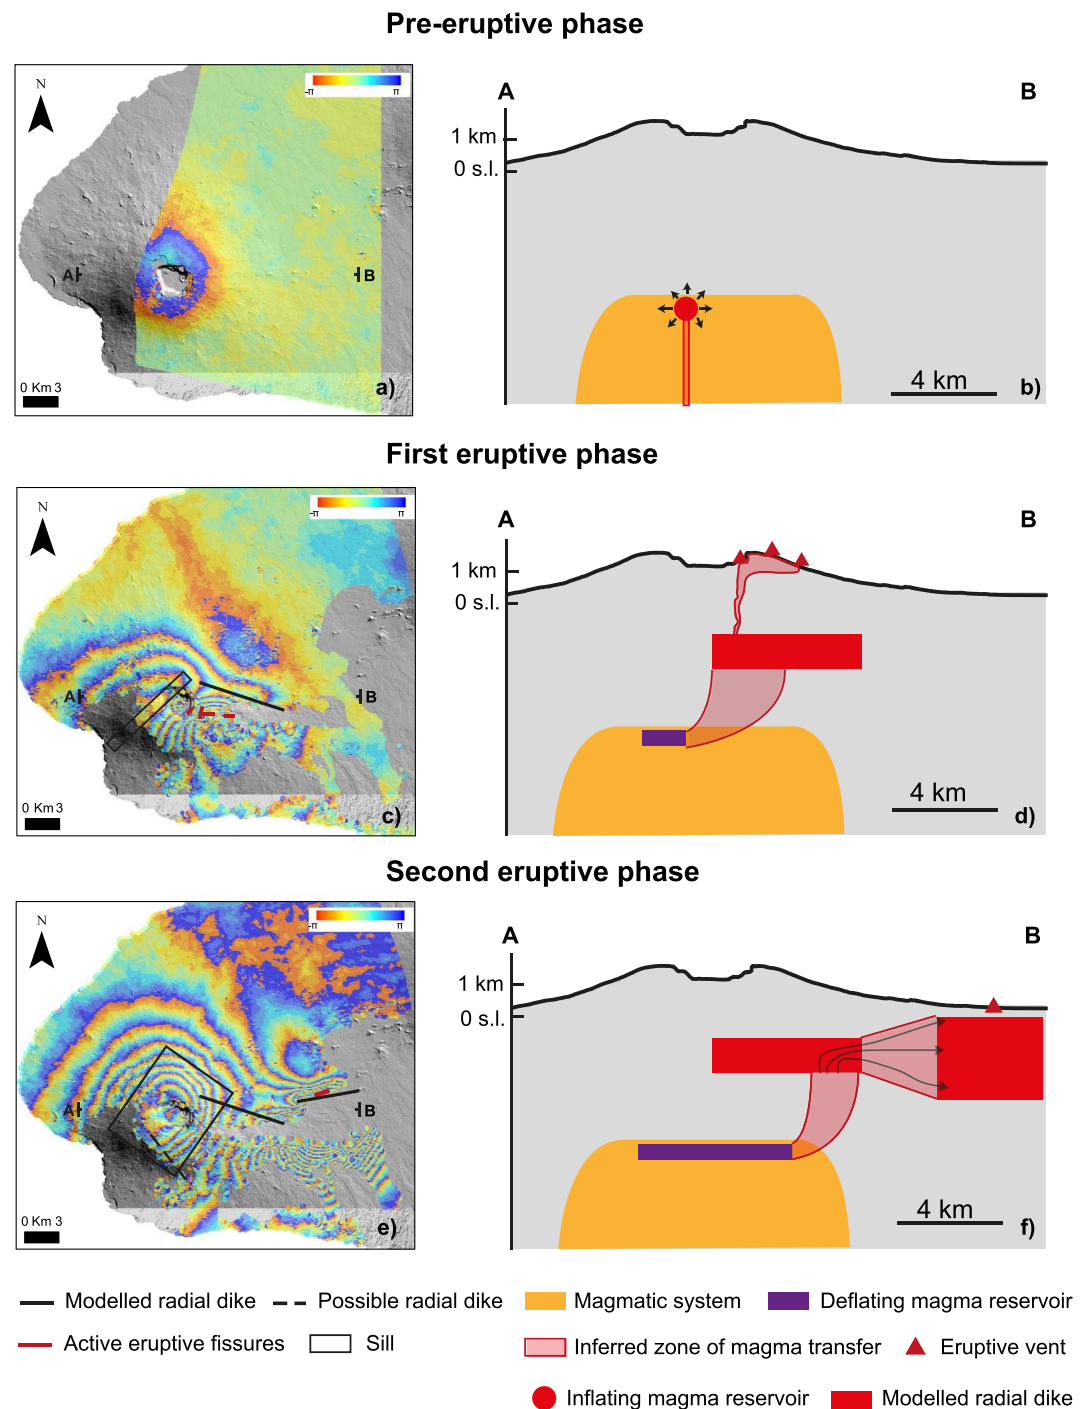 Pre-eruptive phase
N
-π π
A
B
0 Km 3
a)
A B
1 km
0 s.l.
4 km
b)
First eruptive phase
N
-π π
A
B
0 Km 3
c)
A B
1 km
0 s.l.
4 km
d)
Second eruptive phase
N
-π π
A
B
0 Km 3
e)
A B
1 km
0 s.l.
4 km
f)
Modelled radial dike Possible radial dike Magmatic system Deflating magma reservoir
Active eruptive fissures Sill Inferred zone of magma transfer Eruptive vent
Inflating magma reservoir Modelled radial dike